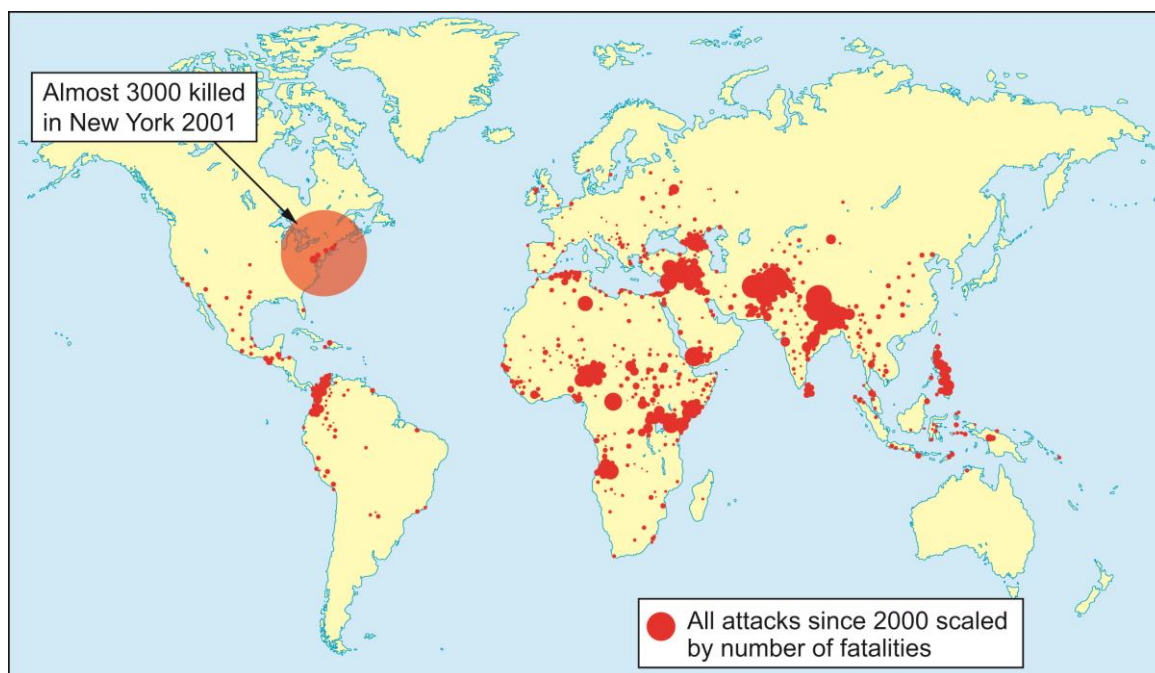 Almost 3000 killed
in New York 2001
All attacks since 2000 scaled
by number of fatalities